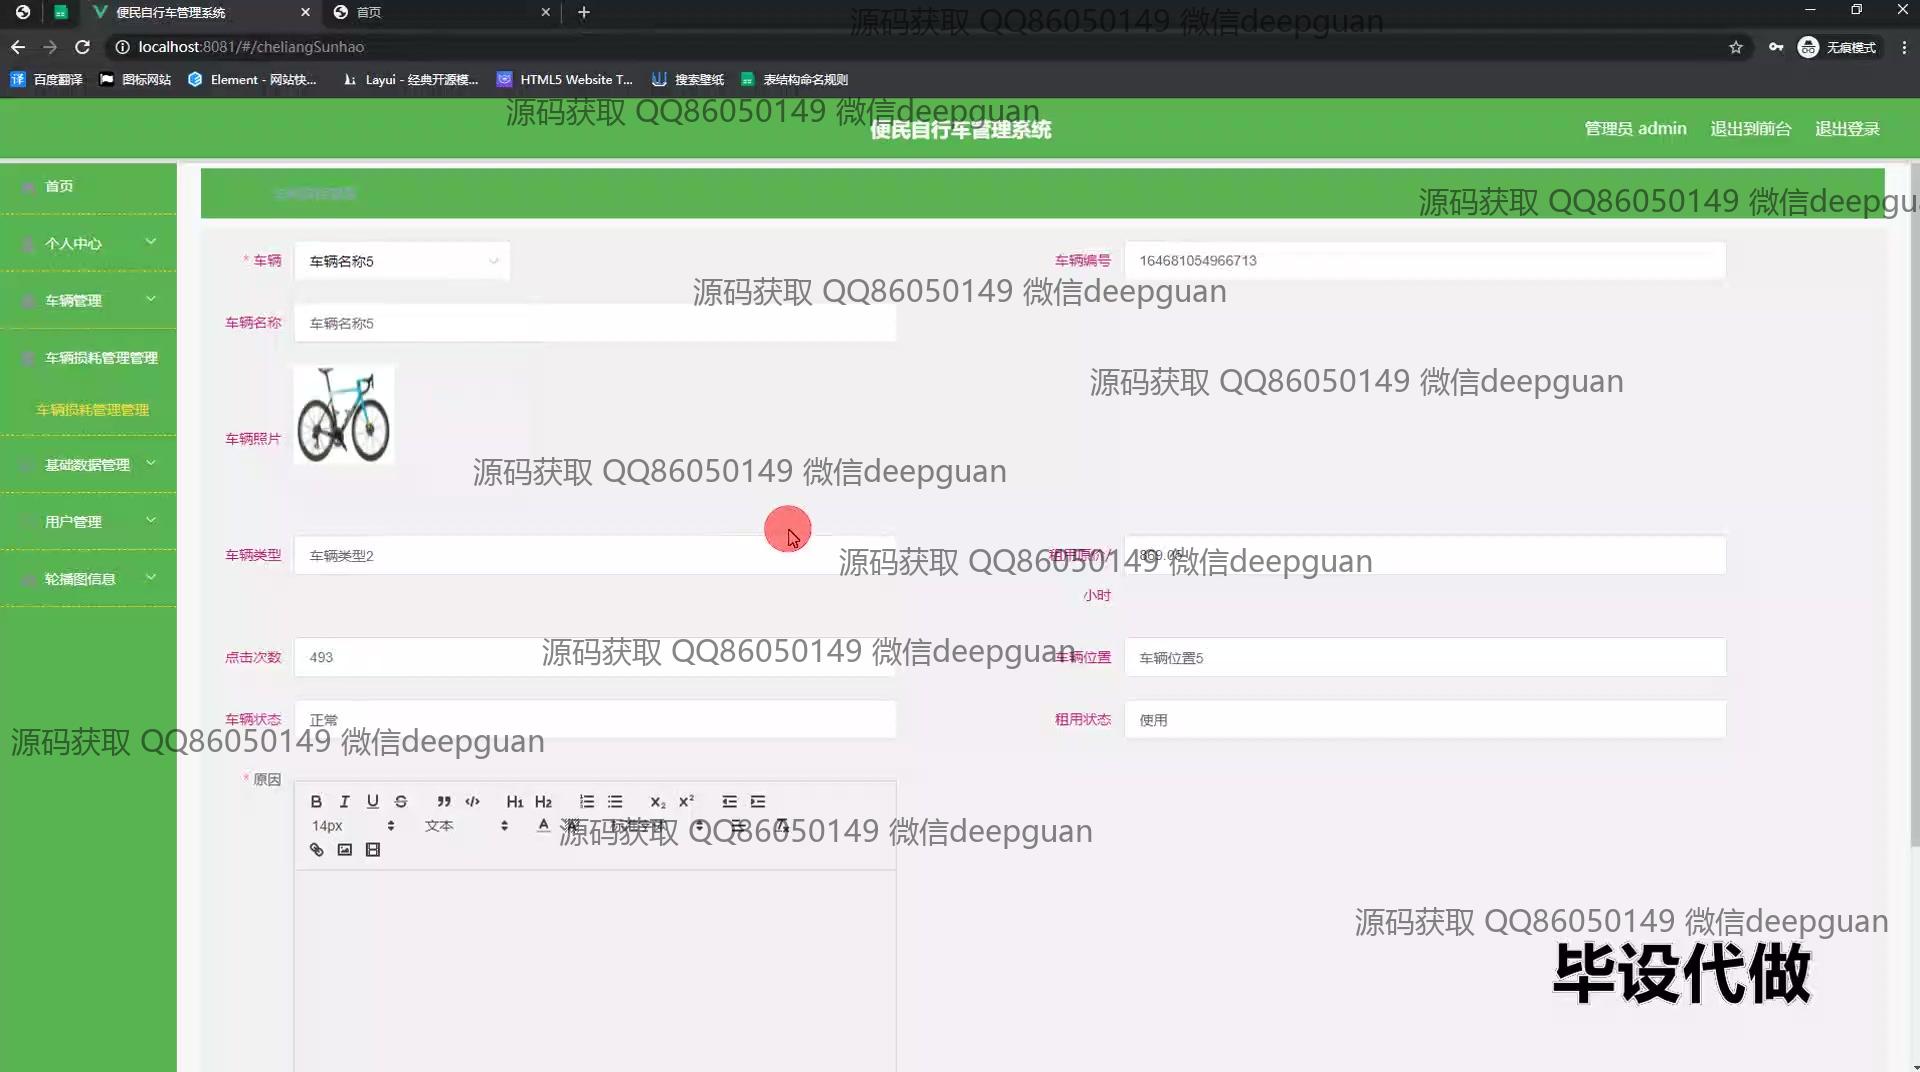 便民自行车管理系统
首页
localhost:8081/#/cheliangSunhao
无痕模式
百度翻译
图标网站
Element - 网站快...
Layui - 经典开源模...
HTML5 Website T...
搜索壁纸
表结构命名规则
源码获取 QQ86050149 微信deepguan
源码获取 QQ86050149 微信deepguan
便民自行车管理系统
管理员 admin
退出到前台
退出登录
首页
个人中心
车辆管理
车辆损耗管理管理
车辆损耗管理管理
基础数据管理
用户管理
轮播图信息
源码获取 QQ86050149 微信deepgu
* 车辆
车辆名称5
车辆编号
164681054966713
源码获取 QQ86050149 微信deepguan
车辆名称
车辆名称5
源码获取 QQ86050149 微信deepguan
车辆照片
源码获取 QQ86050149 微信deepguan
车辆类型
车辆类型2
租用原价/
小时
源码获取 QQ86050149 微信deepguan
点击次数
493
源码获取 QQ86050149 微信deepguan
车辆位置
车辆位置5
车辆状态
正常
租用状态
使用
源码获取 QQ86050149 微信deepguan
* 原因
B I U S
H1 H2
x2 x2
14px
文本
标准字体
源码获取 QQ86050149 微信deepguan
源码获取 QQ86050149 微信deepguan
毕设代做